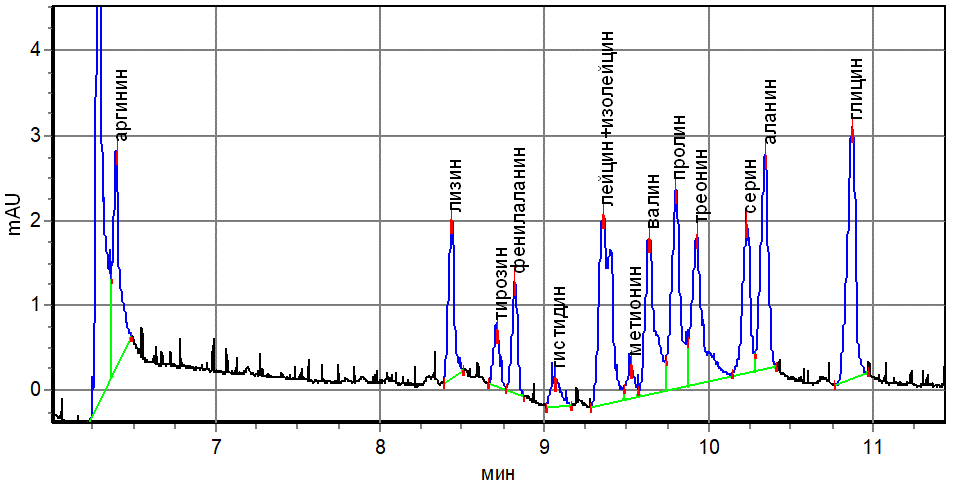 4
3
2
1
0
mAU
аргинин
лизин
тирозин
фенилаланин
гистидин
лейцин+изолейцин
метионин
валин
пролин
треонин
серин
аланин
глицин
7
8
9
10
11
мин